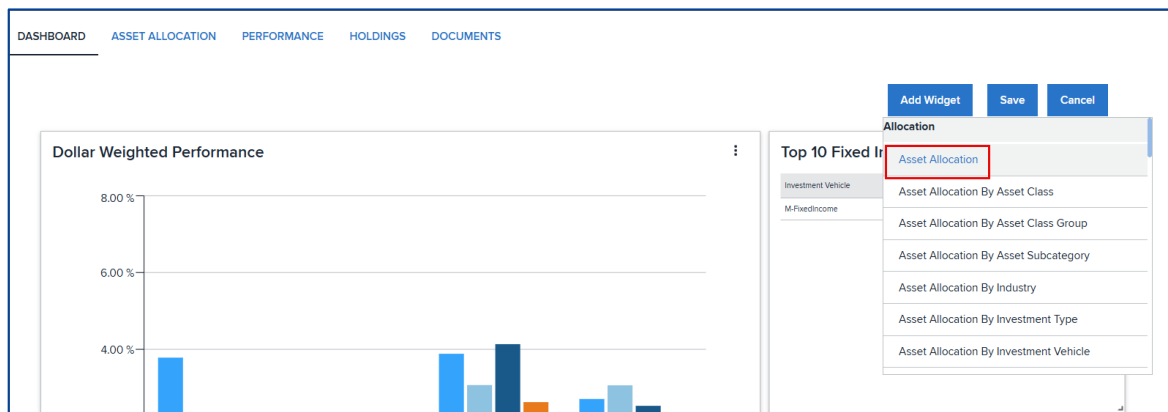 DASHBOARD ASSET ALLOCATION PERFORMANCE HOLDINGS DOCUMENTS
Add Widget Save Cancel
Allocation
Asset Allocation
Asset Allocation By Asset Class
Asset Allocation By Asset Class Group
Asset Allocation By Asset Subcategory
Asset Allocation By Industry
Asset Allocation By Investment Type
Asset Allocation By Investment Vehicle
Dollar Weighted Performance
8.00 %
6.00 %
4.00 %
Top 10 Fixed
Investment Vehicle
M-FixedIncome